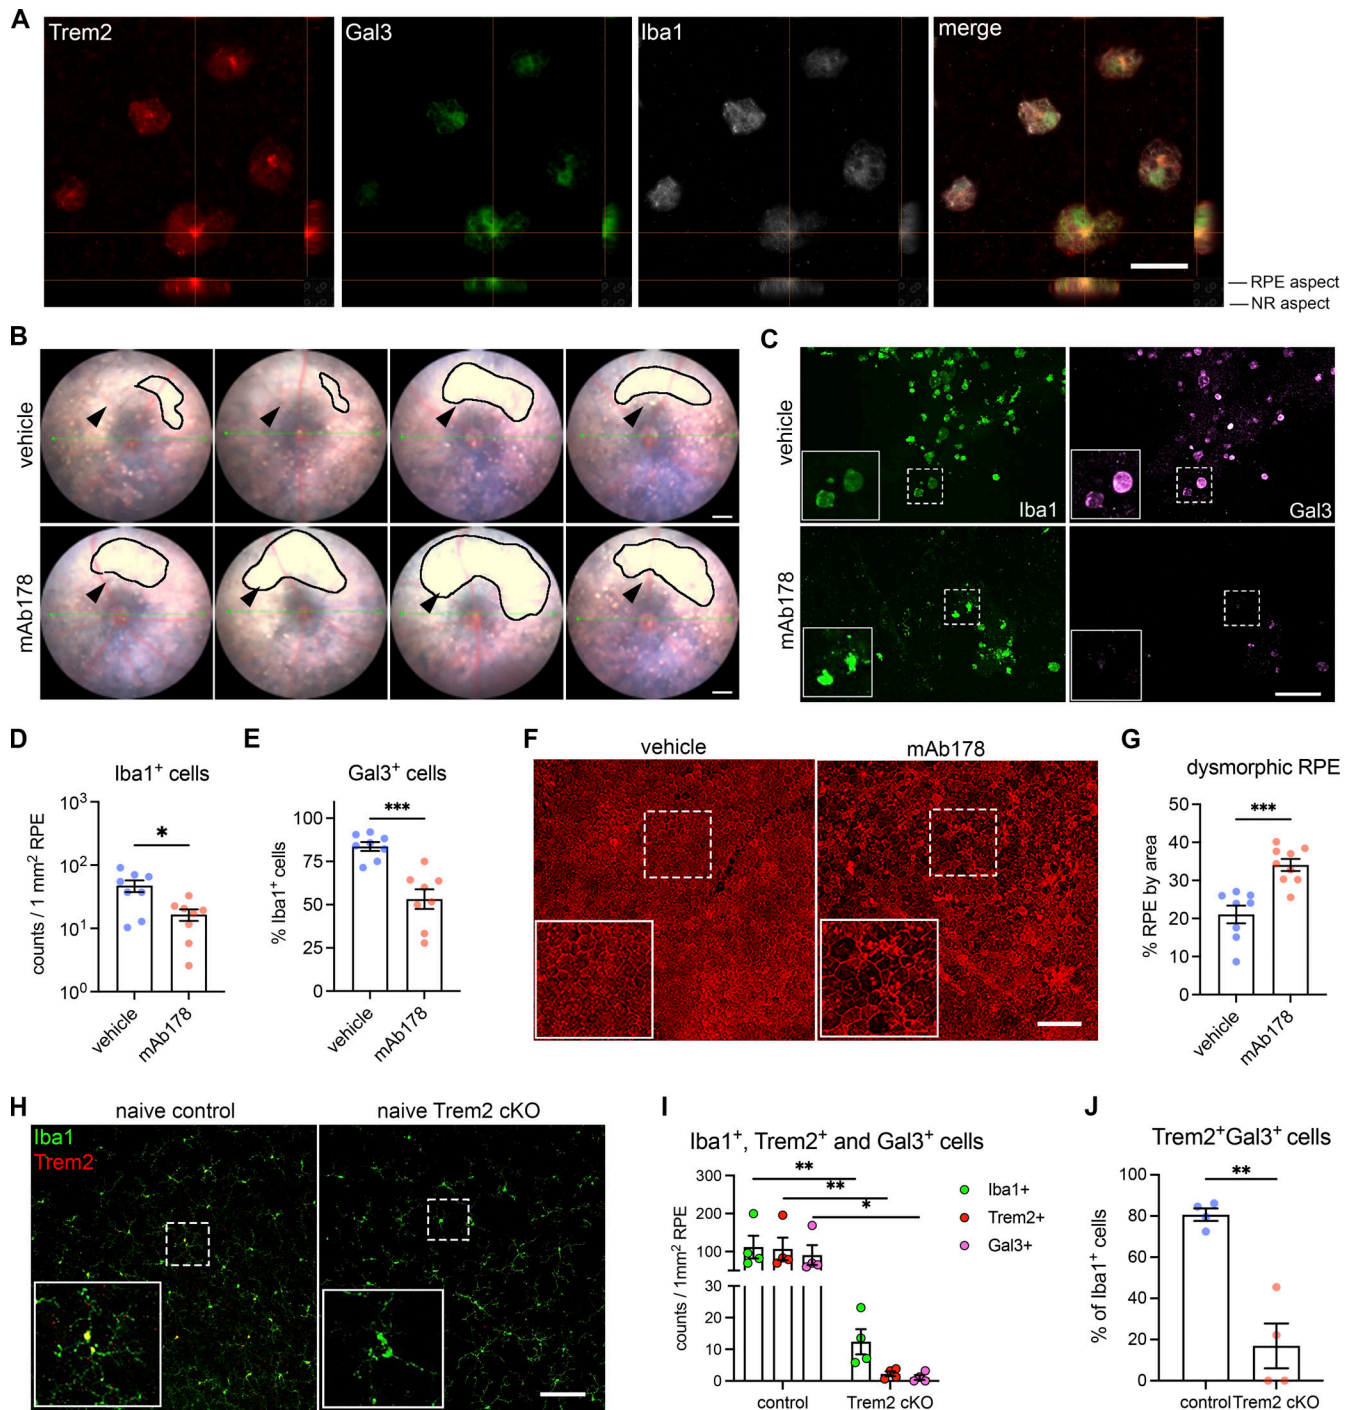 A
Trem2
Gal3
Iba1
merge
RPE aspect
NR aspect
B
vehicle
mAb178
C
vehicle
Iba1
Gal3
mAb178
D
Iba1+ cells
counts / 1 mm² RPE
10³
10²
10¹
10⁰
*
vehicle
mAb178
E
Gal3+ cells
% Iba1+ cells
100
75
50
25
0
***
vehicle
mAb178
F
vehicle
mAb178
G
dysmorphic RPE
% RPE by area
50
40
30
20
10
0
***
vehicle
mAb178
H
naive control
naive Trem2 cKO
Iba1
Trem2
I
Iba1+, Trem2+ and Gal3+ cells
counts / 1mm² RPE
300
200
100
30
20
10
0
**
**
*
Iba1+
Trem2+
Gal3+
control
Trem2 cKO
J
Trem2+Gal3+ cells
% of Iba1+ cells
100
80
60
40
20
0
**
control
Trem2 cKO